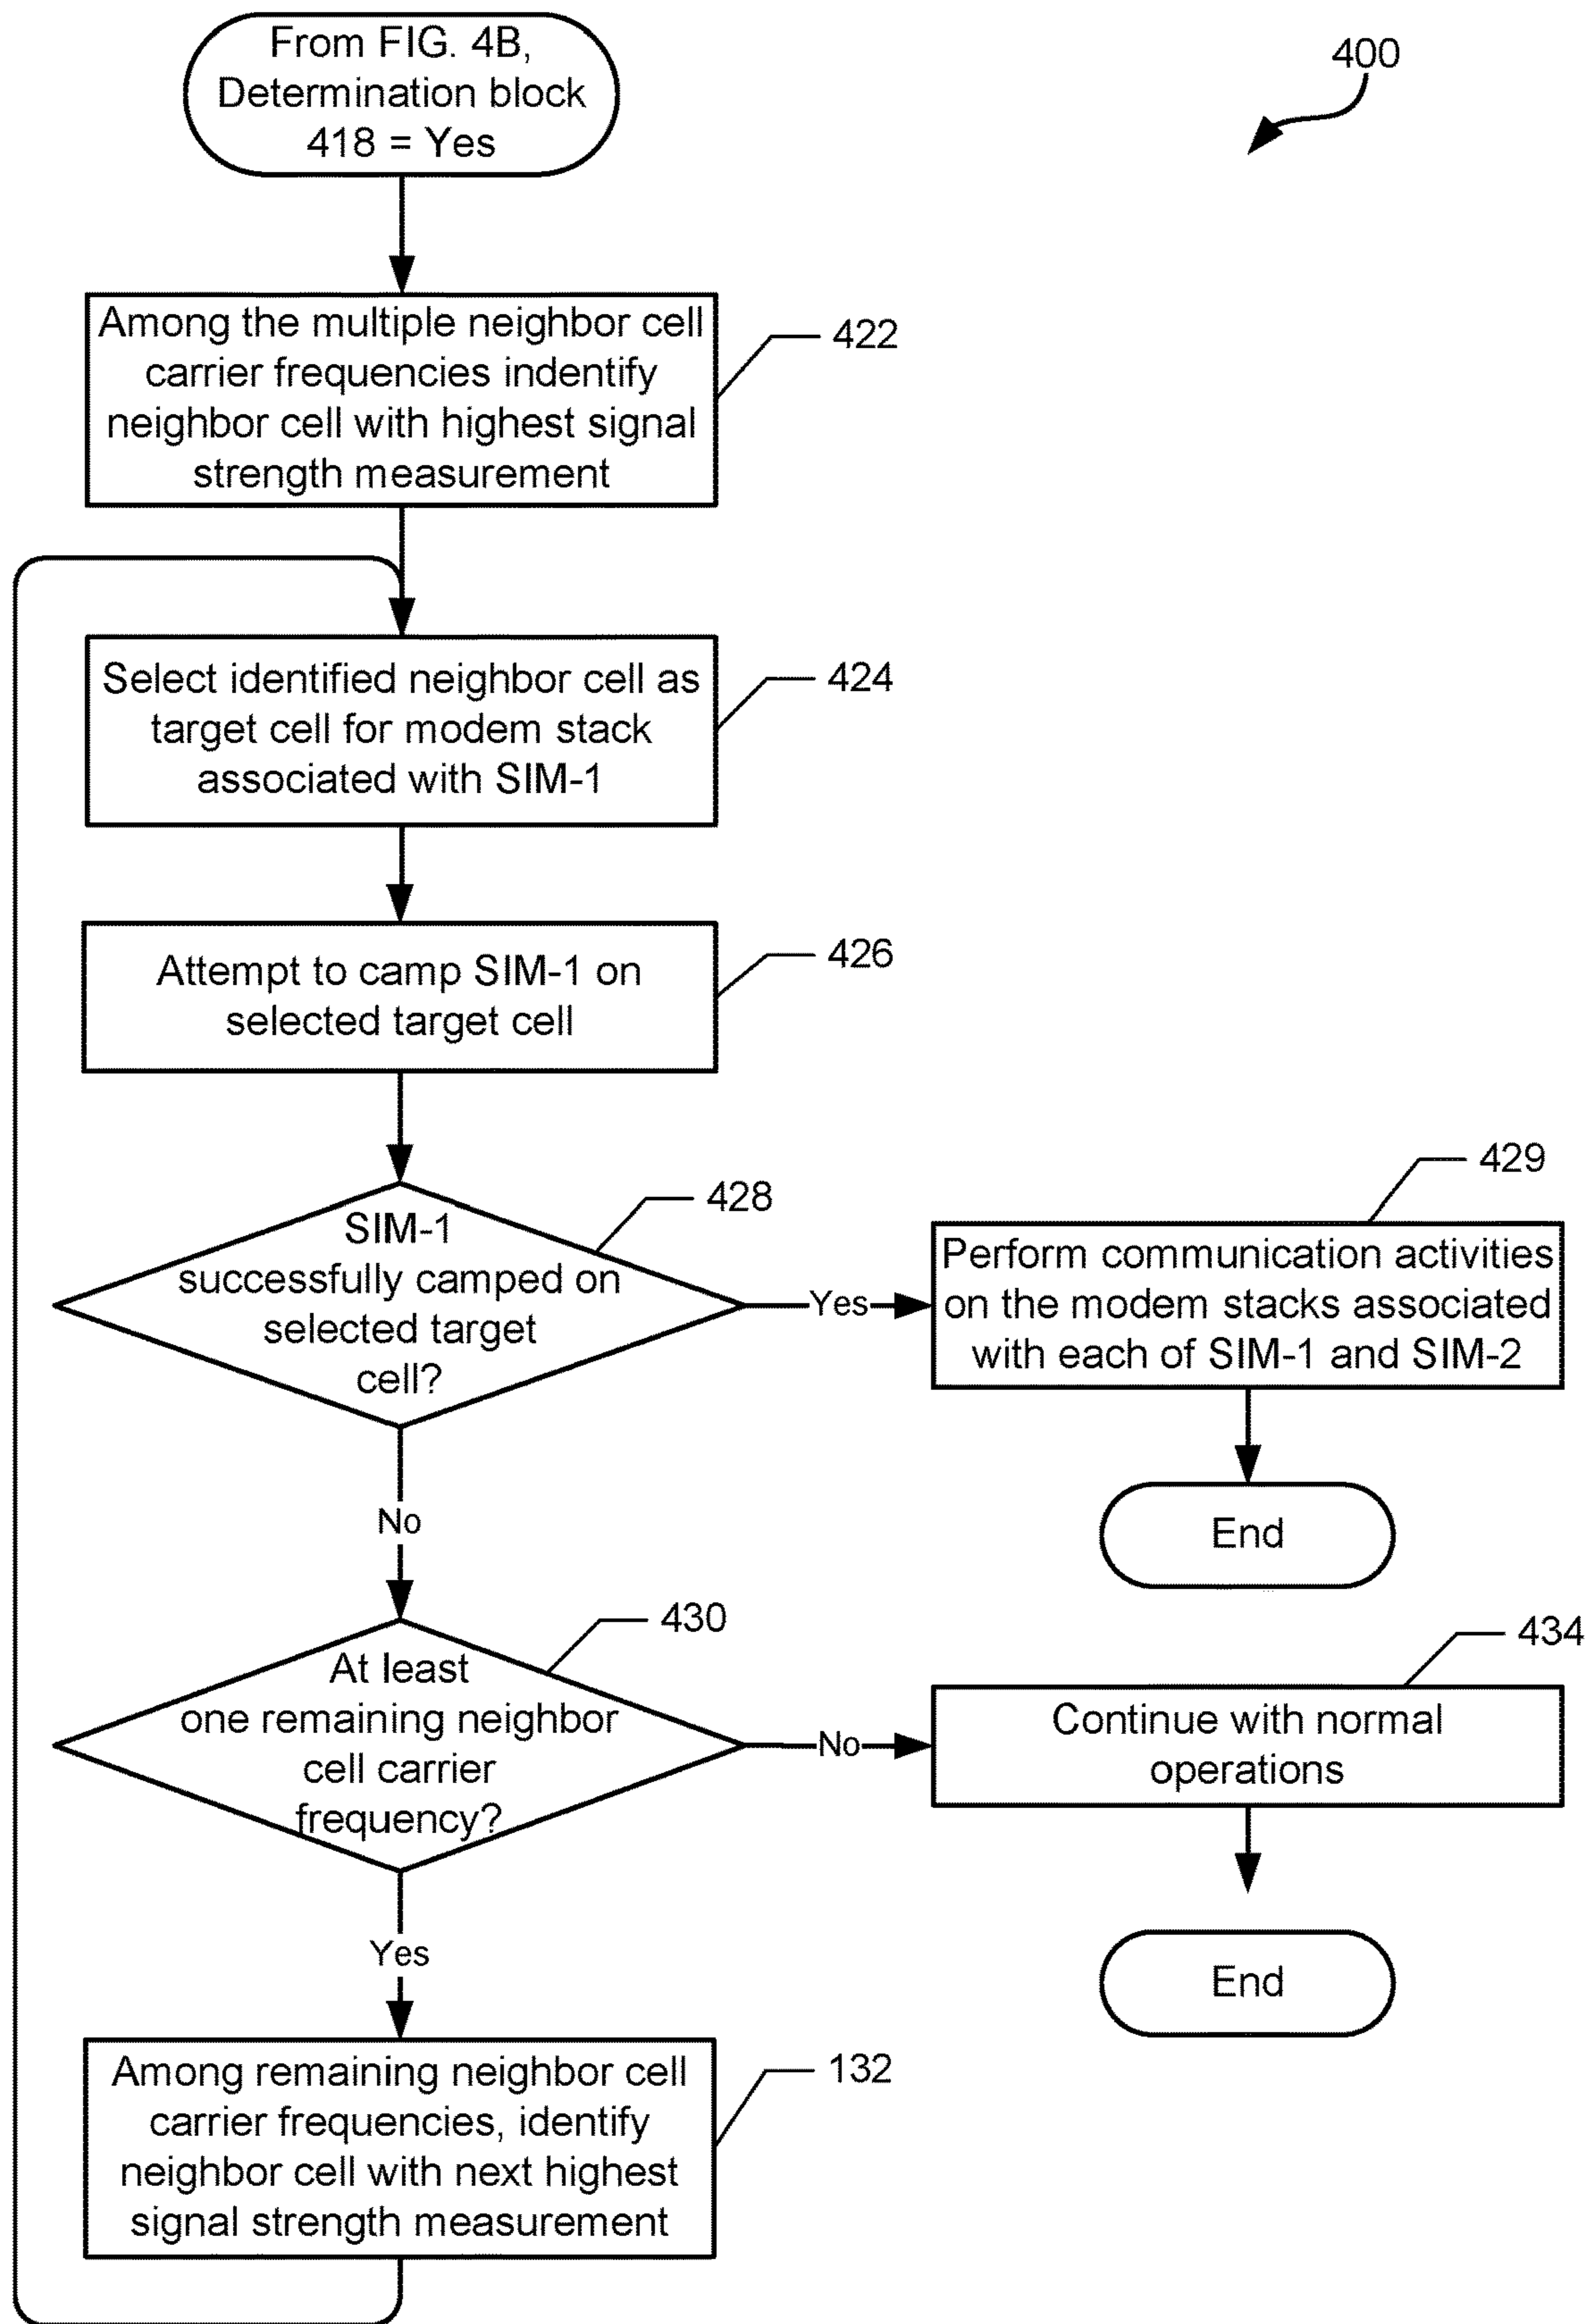 From FIG. 4B,
Determination block
418 = Yes
400
Among the multiple neighbor cell
carrier frequencies indentify
neighbor cell with highest signal
strength measurement
422
Select identified neighbor cell as
target cell for modem stack
associated with SIM-1
424
Attempt to camp SIM-1 on
selected target cell
426
SIM-1
successfully camped on
selected target
cell?
428
Yes
Perform communication activities
on the modem stacks associated
with each of SIM-1 and SIM-2
429
End
No
At least
one remaining neighbor
cell carrier
frequency?
430
No
Continue with normal
operations
434
End
Yes
Among remaining neighbor cell
carrier frequencies, identify
neighbor cell with next highest
signal strength measurement
132